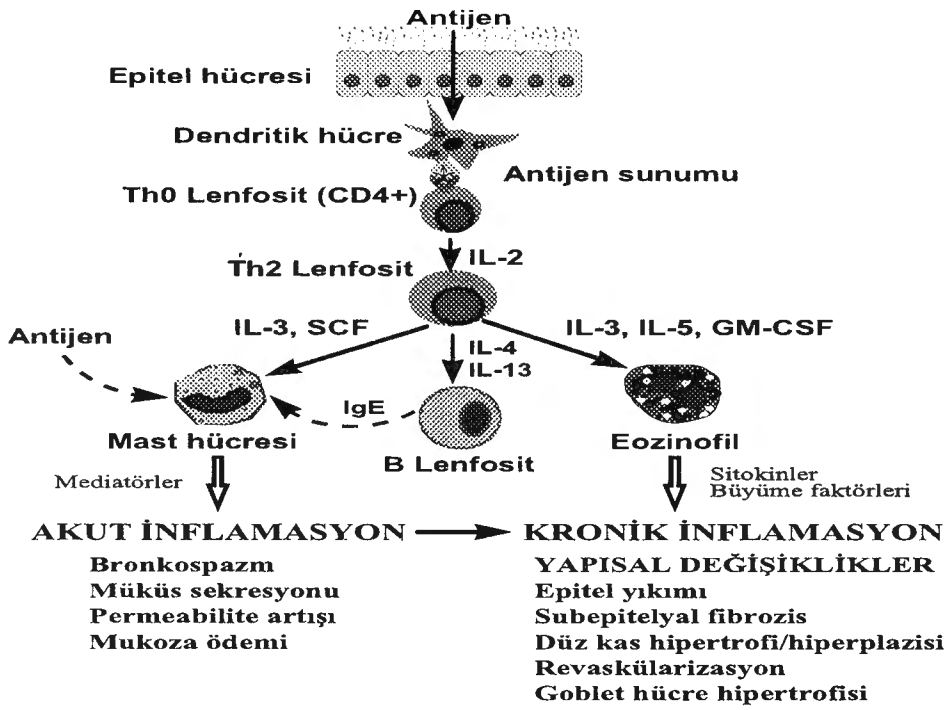 Antijen
Epitel hücresi
Dendritik hücre
Antijen sunumu
Th0 Lenfosit (CD4+)
IL-2
Th2 Lenfosit
IL-3, SCF
IL-3, IL-5, GM-CSF
Antijen
IL-4
IL-13
IgE
Mast hücresi
B Lenfosit
Eozinofil
Mediatörler
Sitokinler
Büyüme faktörleri
AKUT İNFLAMASYON
KRONİK İNFLAMASYON
Bronkospazm
Müküs sekresyonu
Permeabilite artışı
Mukoza ödemi
YAPISAL DEĞİŞİKLİKLER
Epitel yıkımı
Subepitelyal fibrozis
Düz kas hipertrofi/hiperplazisi
Revaskülarizasyon
Goblet hücre hipertrofisi